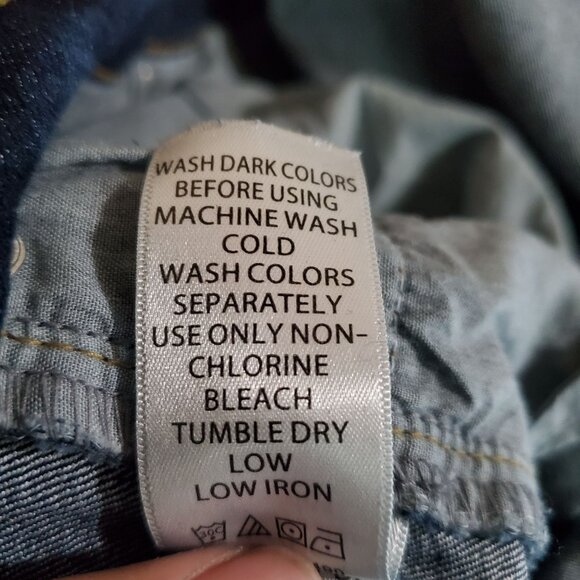 WASH DARK COLORS
BEFORE USING
MACHINE WASH
COLD
WASH COLORS
SEPARATELY
USE ONLY NON-
CHLORINE
BLEACH
TUMBLE DRY
LOW
LOW IRON
30C